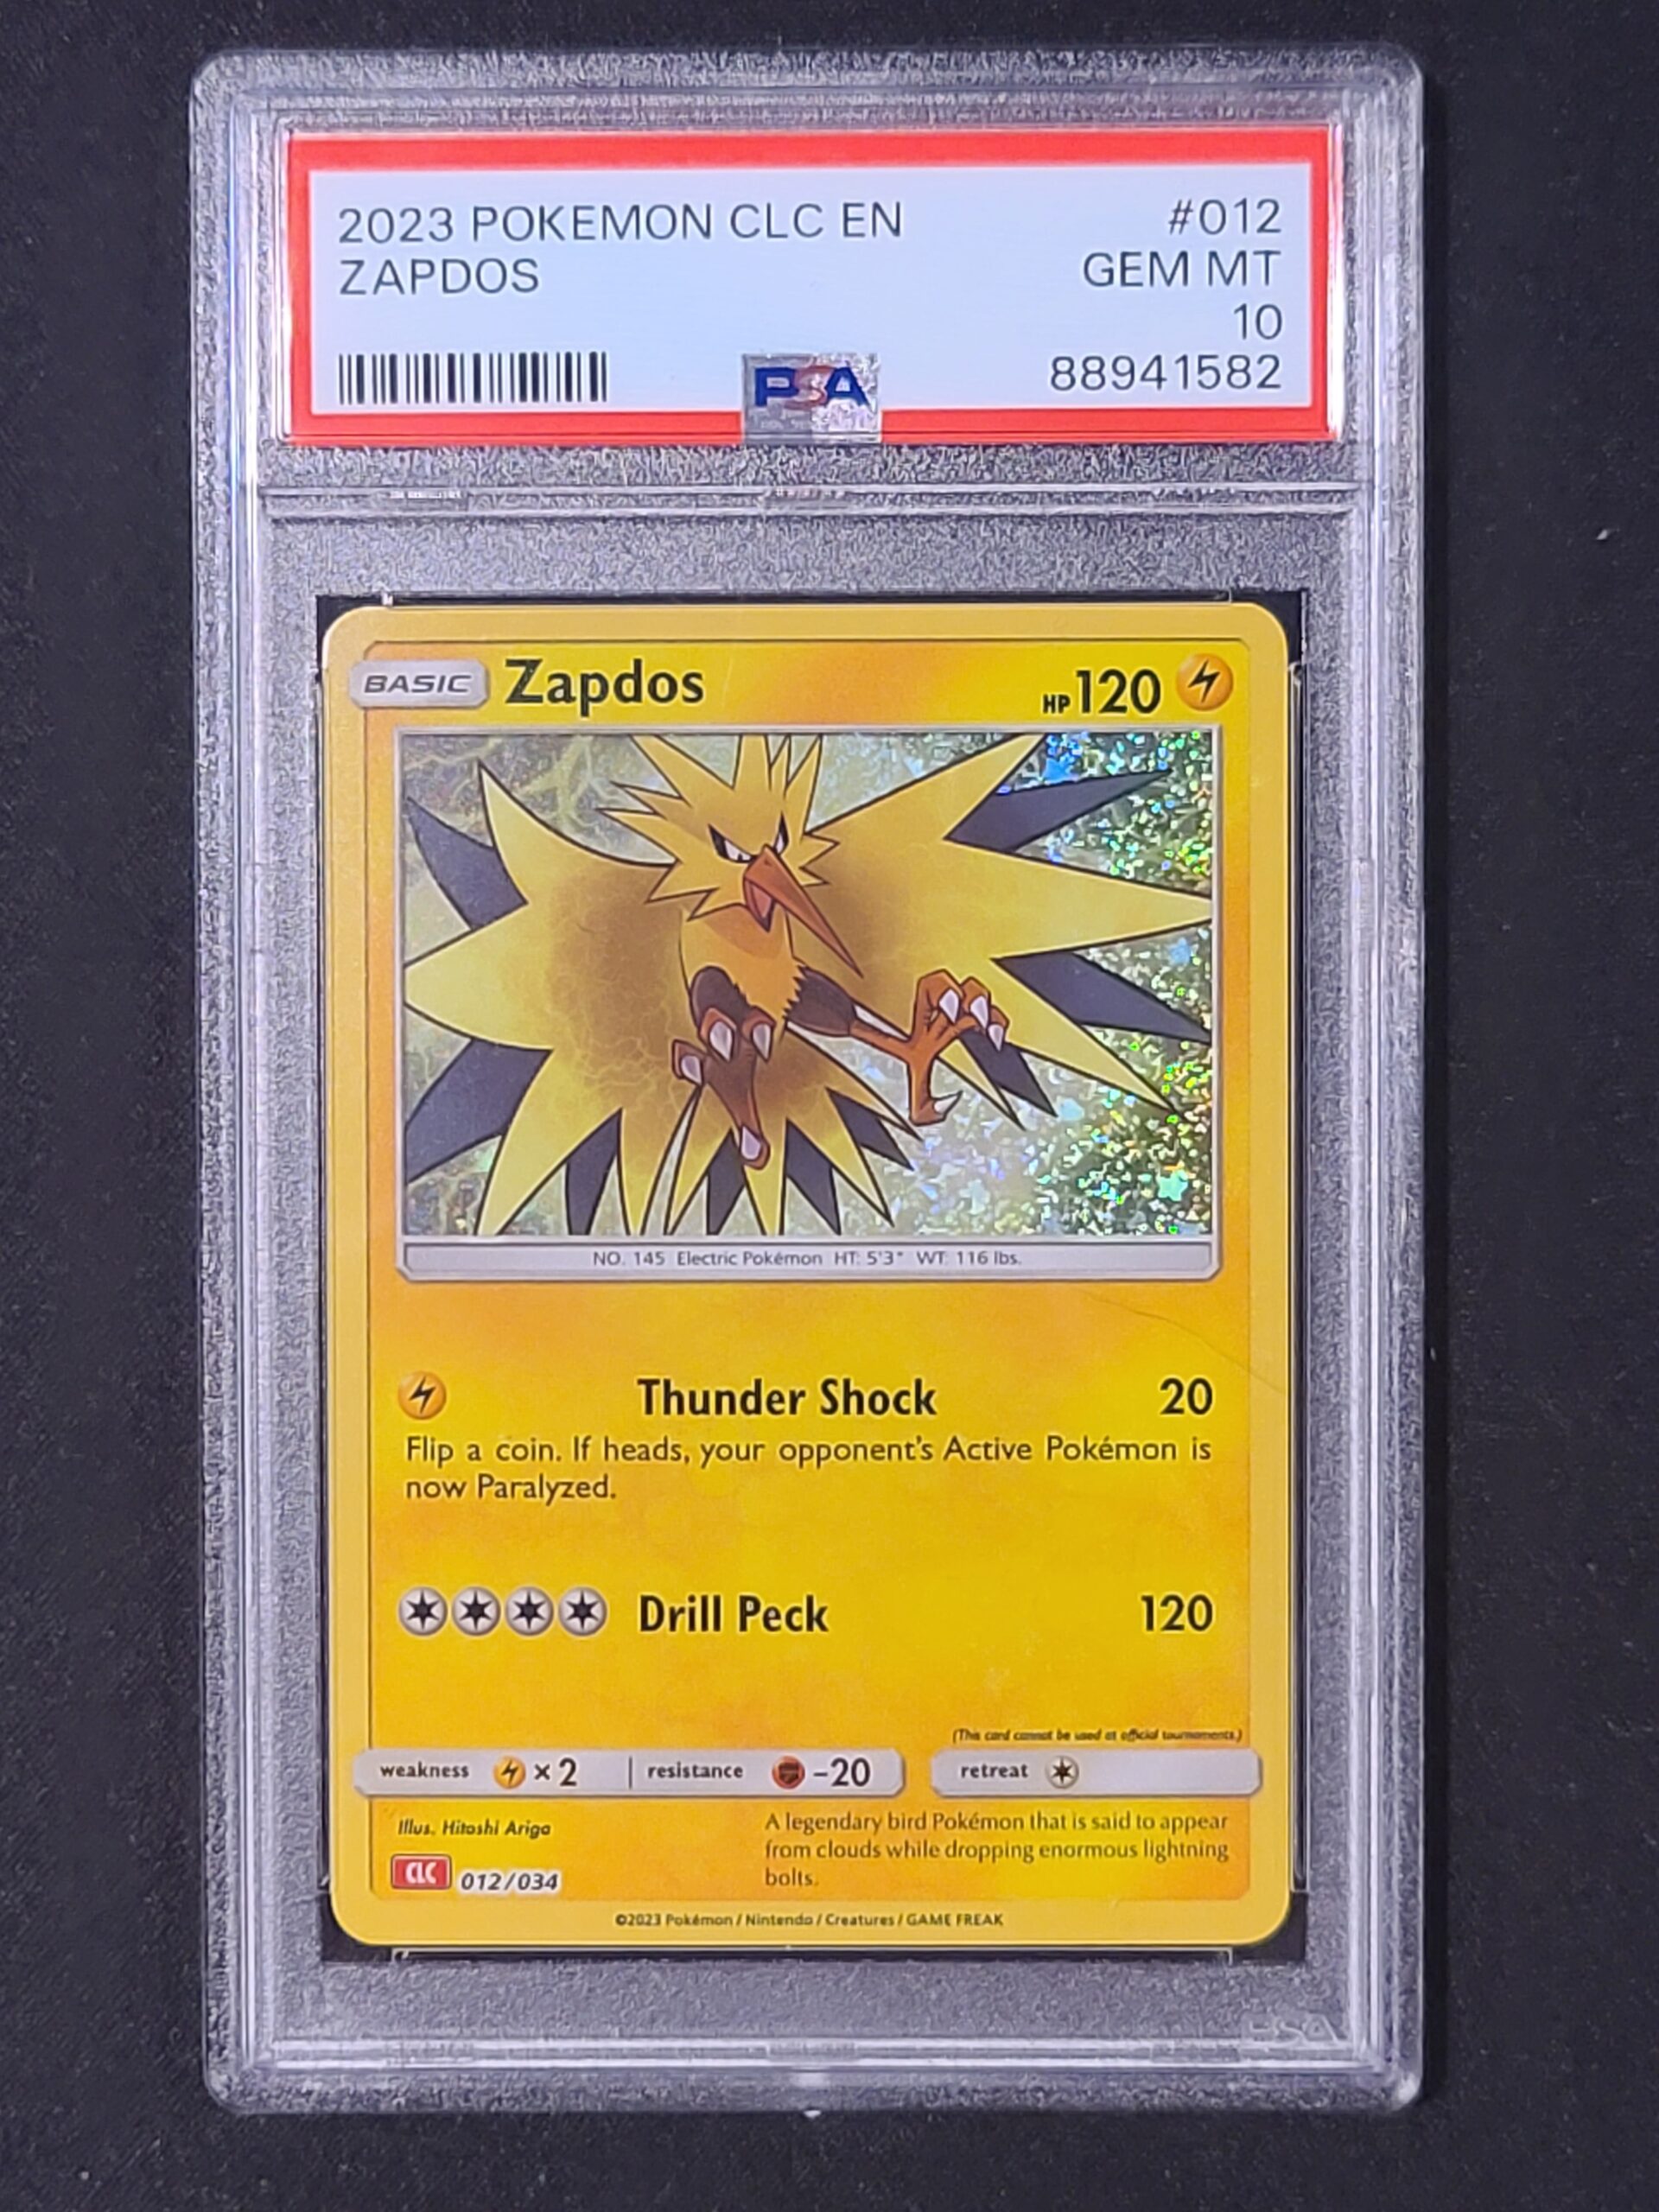 2023 POKEMON CLC EN #012
ZAPDOS GEM MT
10
PSA 88941582
BASIC Zapdos HP 120
NO. 145 Electric Pokémon HT: 5'3" WT: 116 lbs.
Thunder Shock 20
Flip a coin. If heads, your opponent's Active Pokémon is
now Paralyzed.
Drill Peck 120
(This card cannot be used at official tournaments.)
weakness ×2 resistance -20 retreat
Illus. Hitoshi Ariga
A legendary bird Pokémon that is said to appear
from clouds while dropping enormous lightning
bolts.
CLC 012/034
©2023 Pokémon / Nintendo / Creatures / GAME FREAK
PSA